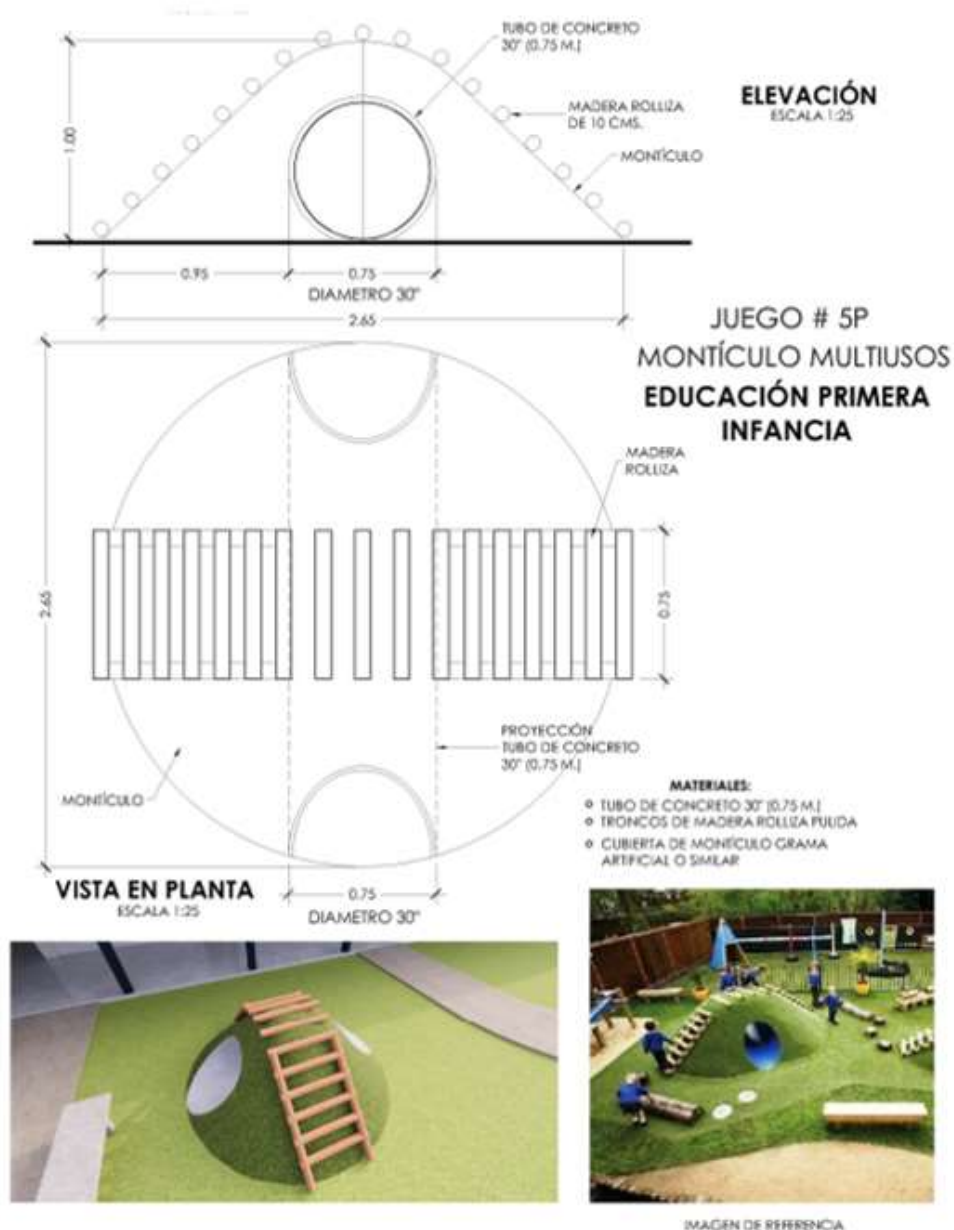 TUBO DE CONCRETO
30" (0.75 M.)
ELEVACIÓN
ESCALA 1:25
MADERA ROLLIZA
DE 10 CMS.
1.00
MONTÍCULO
0.95
0.75
DIAMETRO 30"
2.65
JUEGO # 5P
MONTÍCULO MULTIUSOS
EDUCACIÓN PRIMERA
INFANCIA
MADERA
ROLLIZA
2.65
0.75
PROYECCIÓN
TUBO DE CONCRETO
30" (0.75 M.)
MONTÍCULO
MATERIALES:
TUBO DE CONCRETO 30" (0.75 M.)
TRONCOS DE MADERA ROLLIZA PULIDA
CUBIERTA DE MONTÍCULO GRAMA
ARTIFICIAL O SIMILAR
VISTA EN PLANTA
ESCALA 1:25
0.75
DIAMETRO 30"
IMAGEN DE REFERENCIA